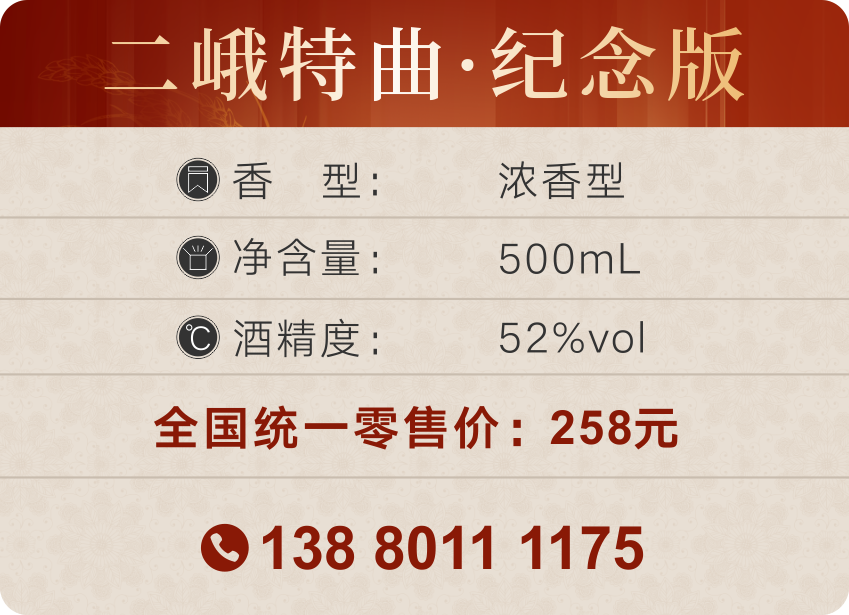 二峨特曲·纪念版
香 型： 浓香型
净含量： 500mL
℃ 酒精度： 52%vol
全国统一零售价：258元
138 8011 1175